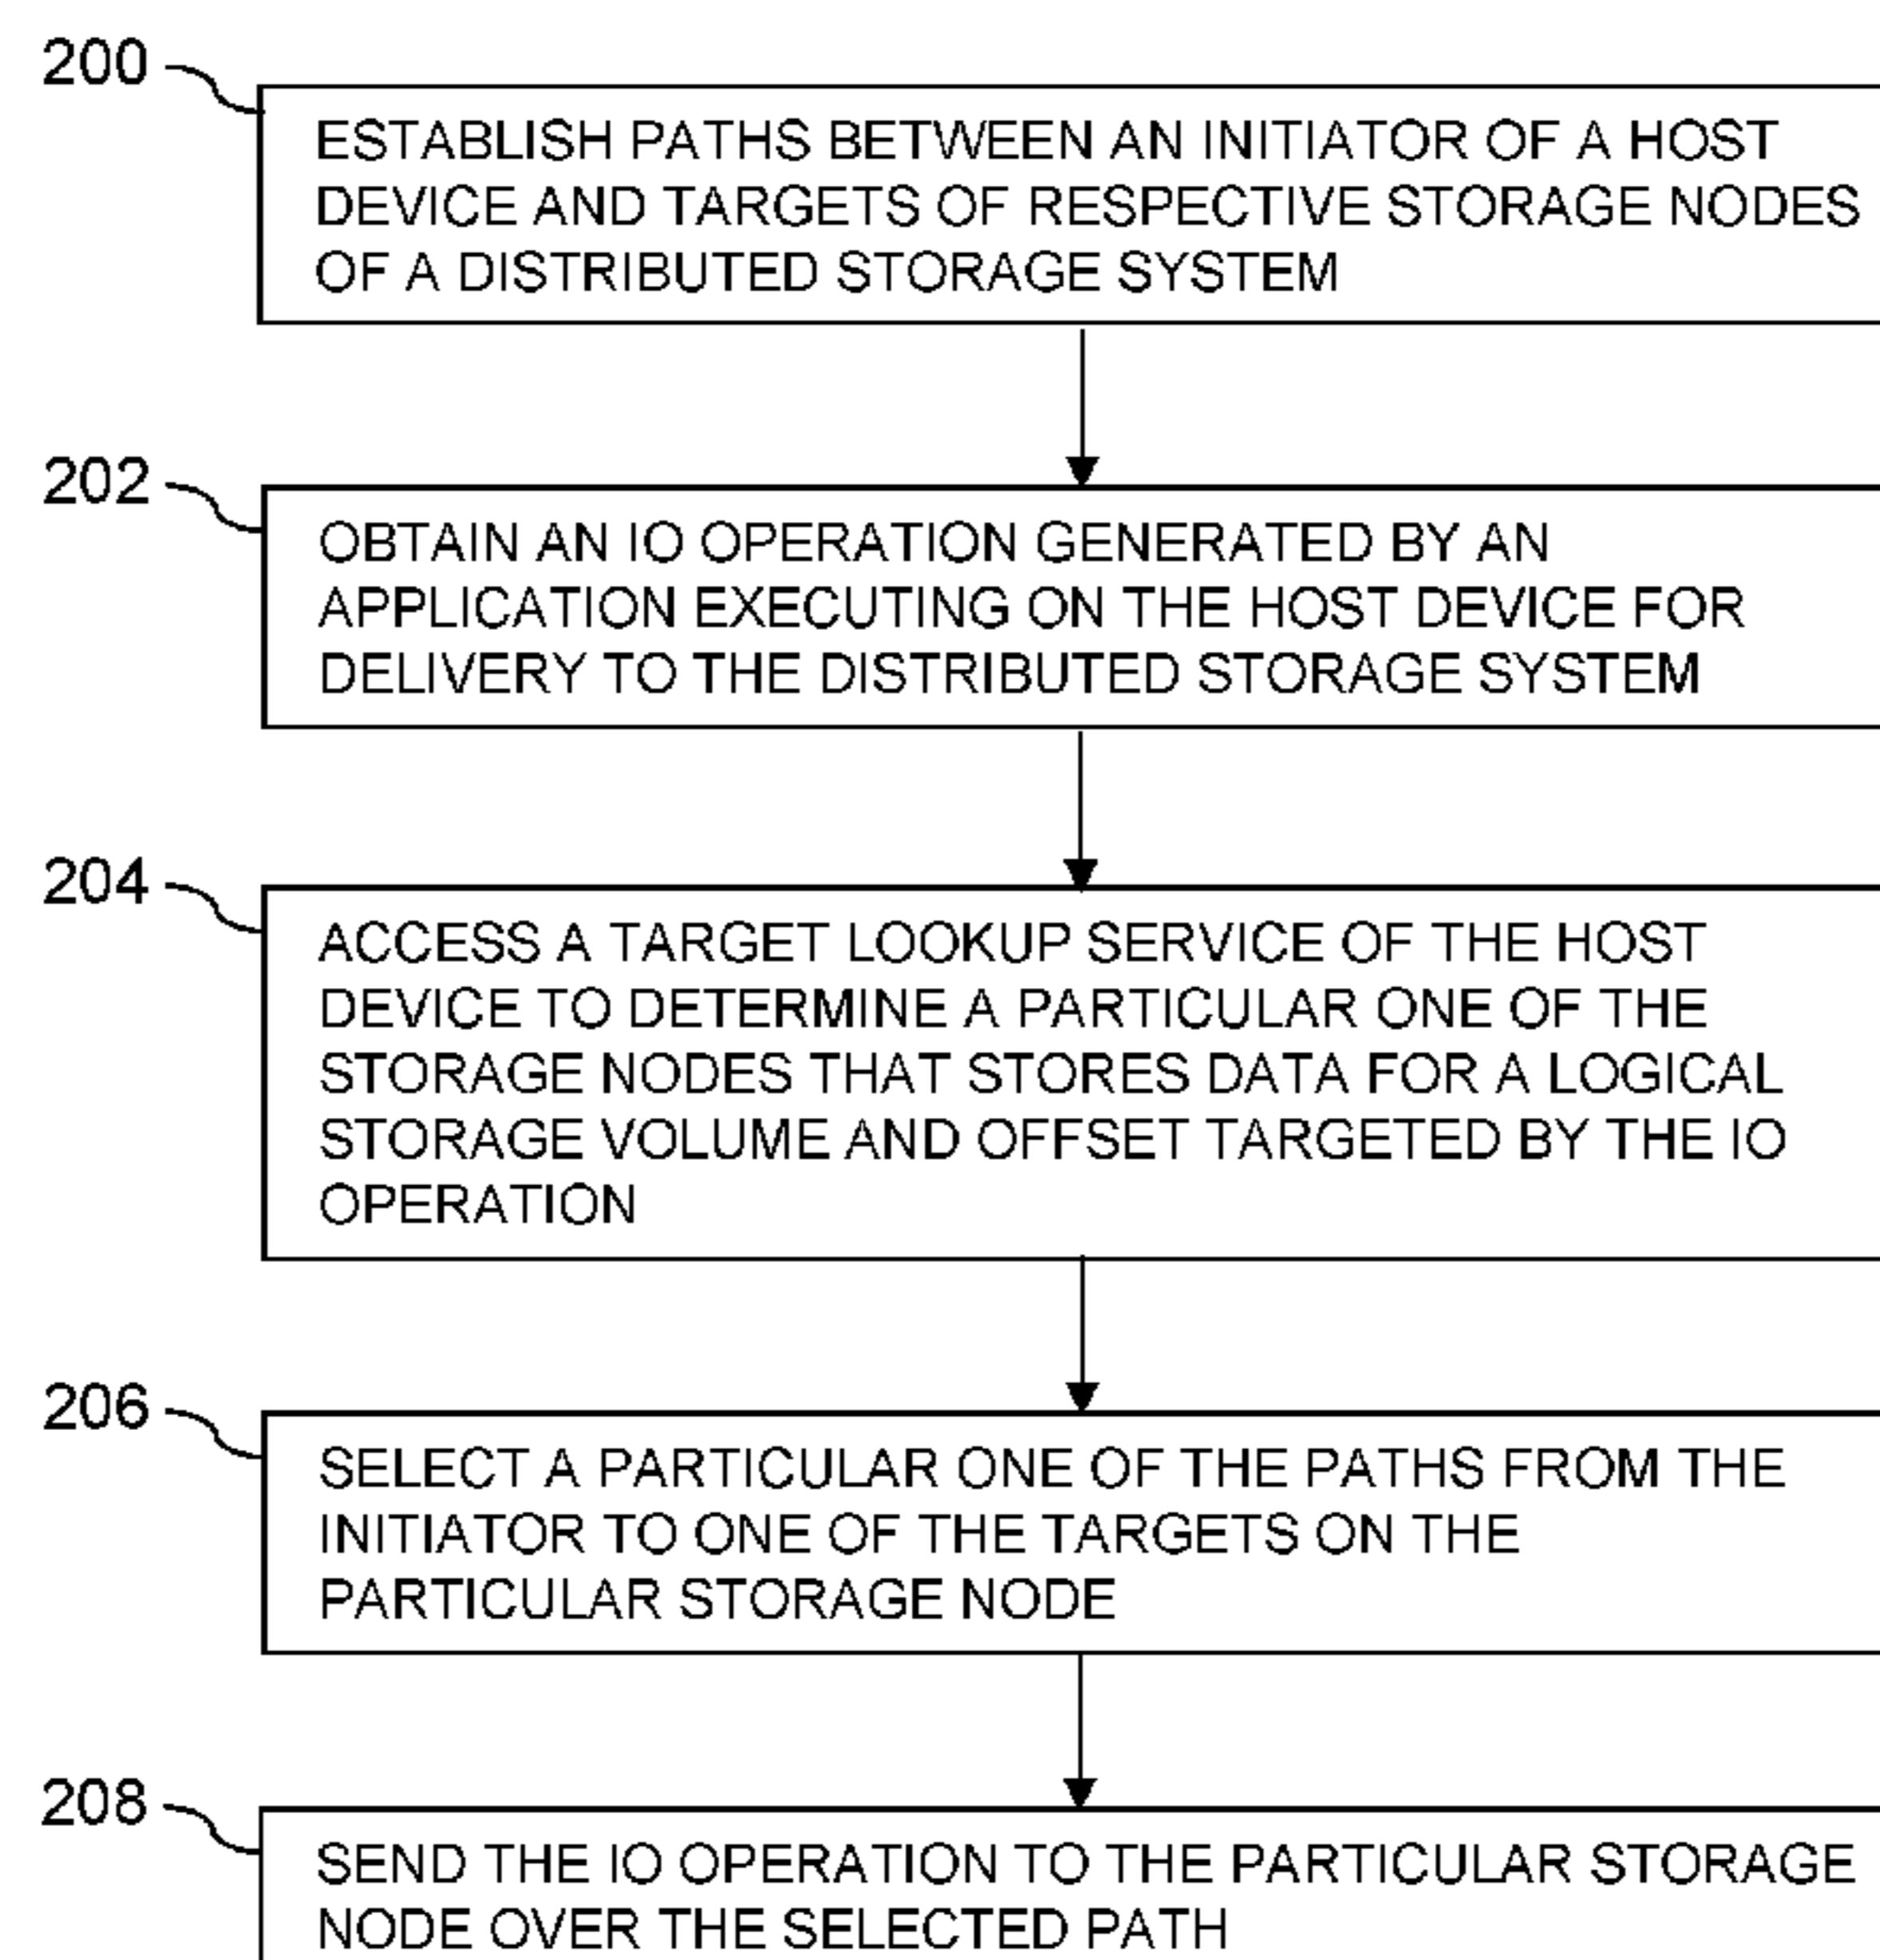 200
ESTABLISH PATHS BETWEEN AN INITIATOR OF A HOST
DEVICE AND TARGETS OF RESPECTIVE STORAGE NODES
OF A DISTRIBUTED STORAGE SYSTEM
202
OBTAIN AN IO OPERATION GENERATED BY AN
APPLICATION EXECUTING ON THE HOST DEVICE FOR
DELIVERY TO THE DISTRIBUTED STORAGE SYSTEM
204
ACCESS A TARGET LOOKUP SERVICE OF THE HOST
DEVICE TO DETERMINE A PARTICULAR ONE OF THE
STORAGE NODES THAT STORES DATA FOR A LOGICAL
STORAGE VOLUME AND OFFSET TARGETED BY THE IO
OPERATION
206
SELECT A PARTICULAR ONE OF THE PATHS FROM THE
INITIATOR TO ONE OF THE TARGETS ON THE
PARTICULAR STORAGE NODE
208
SEND THE IO OPERATION TO THE PARTICULAR STORAGE
NODE OVER THE SELECTED PATH